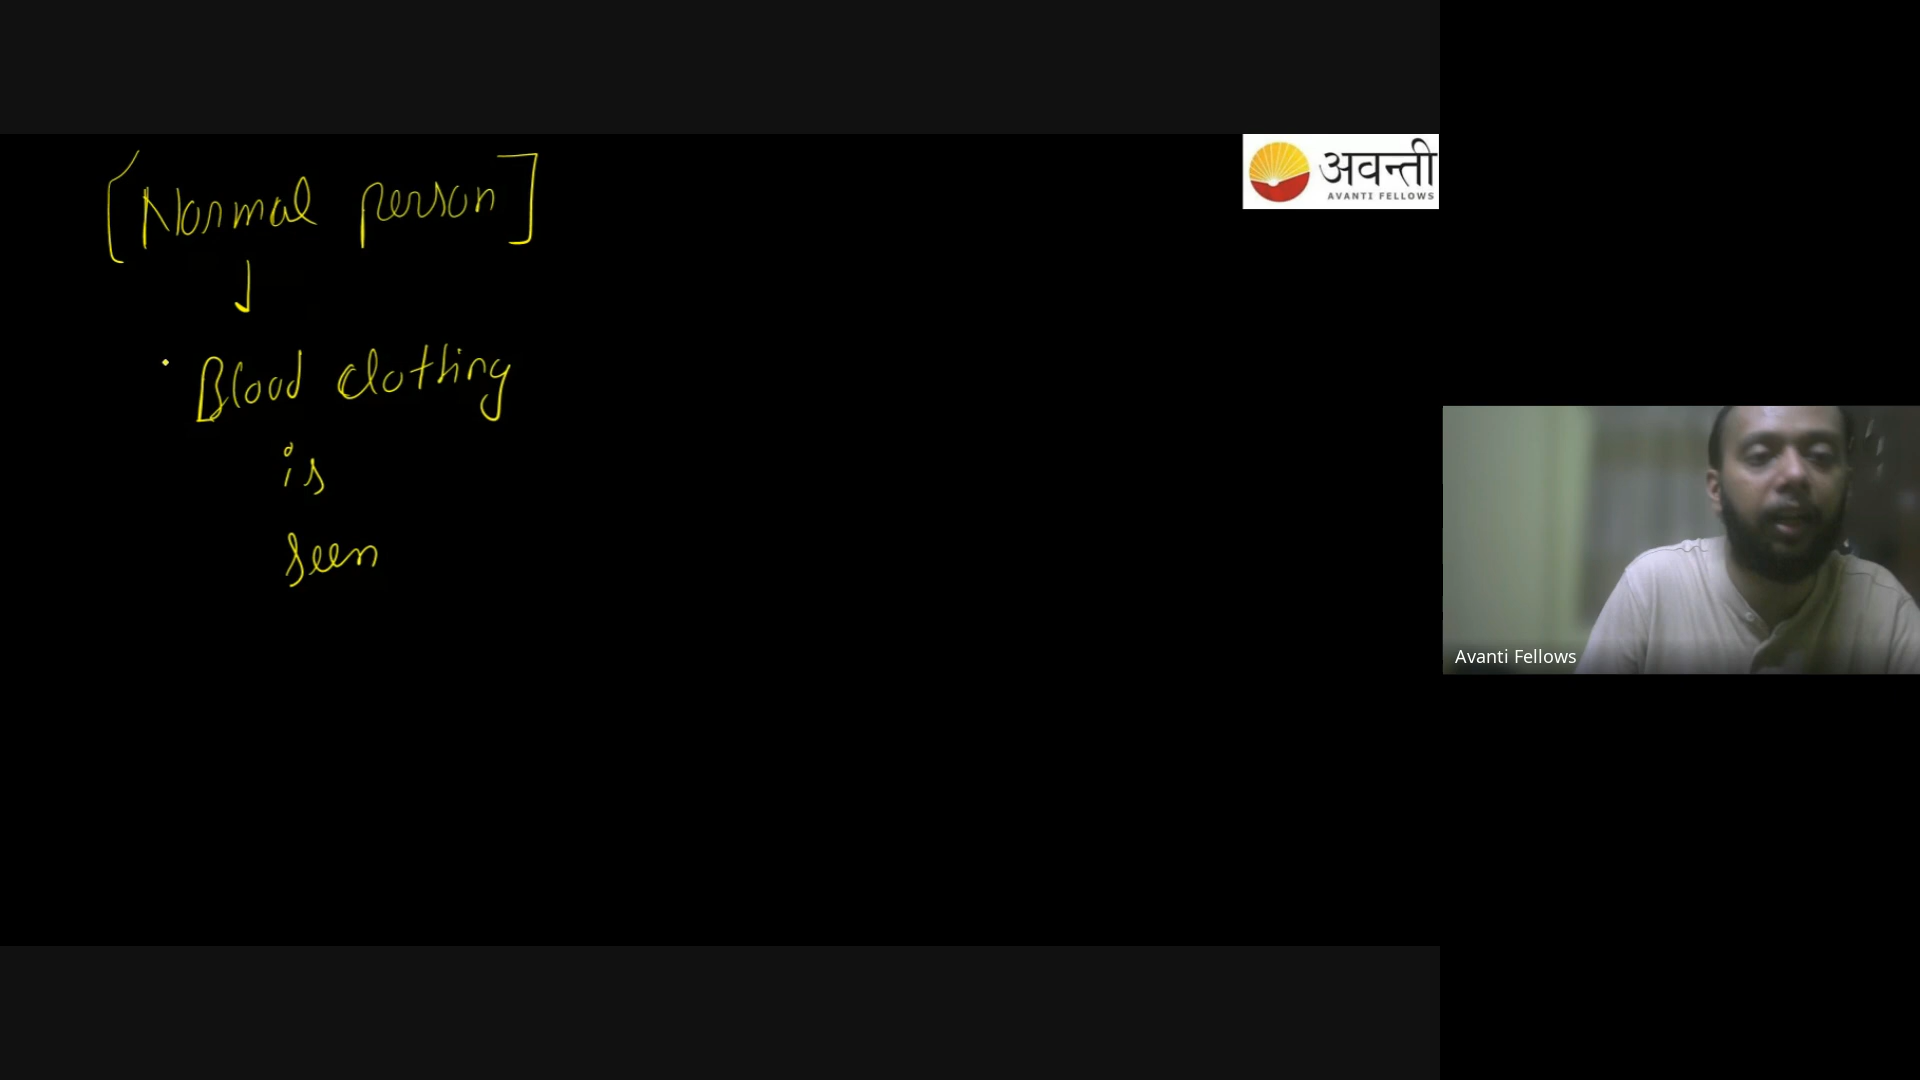 [Normal person]
Blood clothing
is
seen
अवन्ती
AVANTI FELLOWS
Avanti Fellows